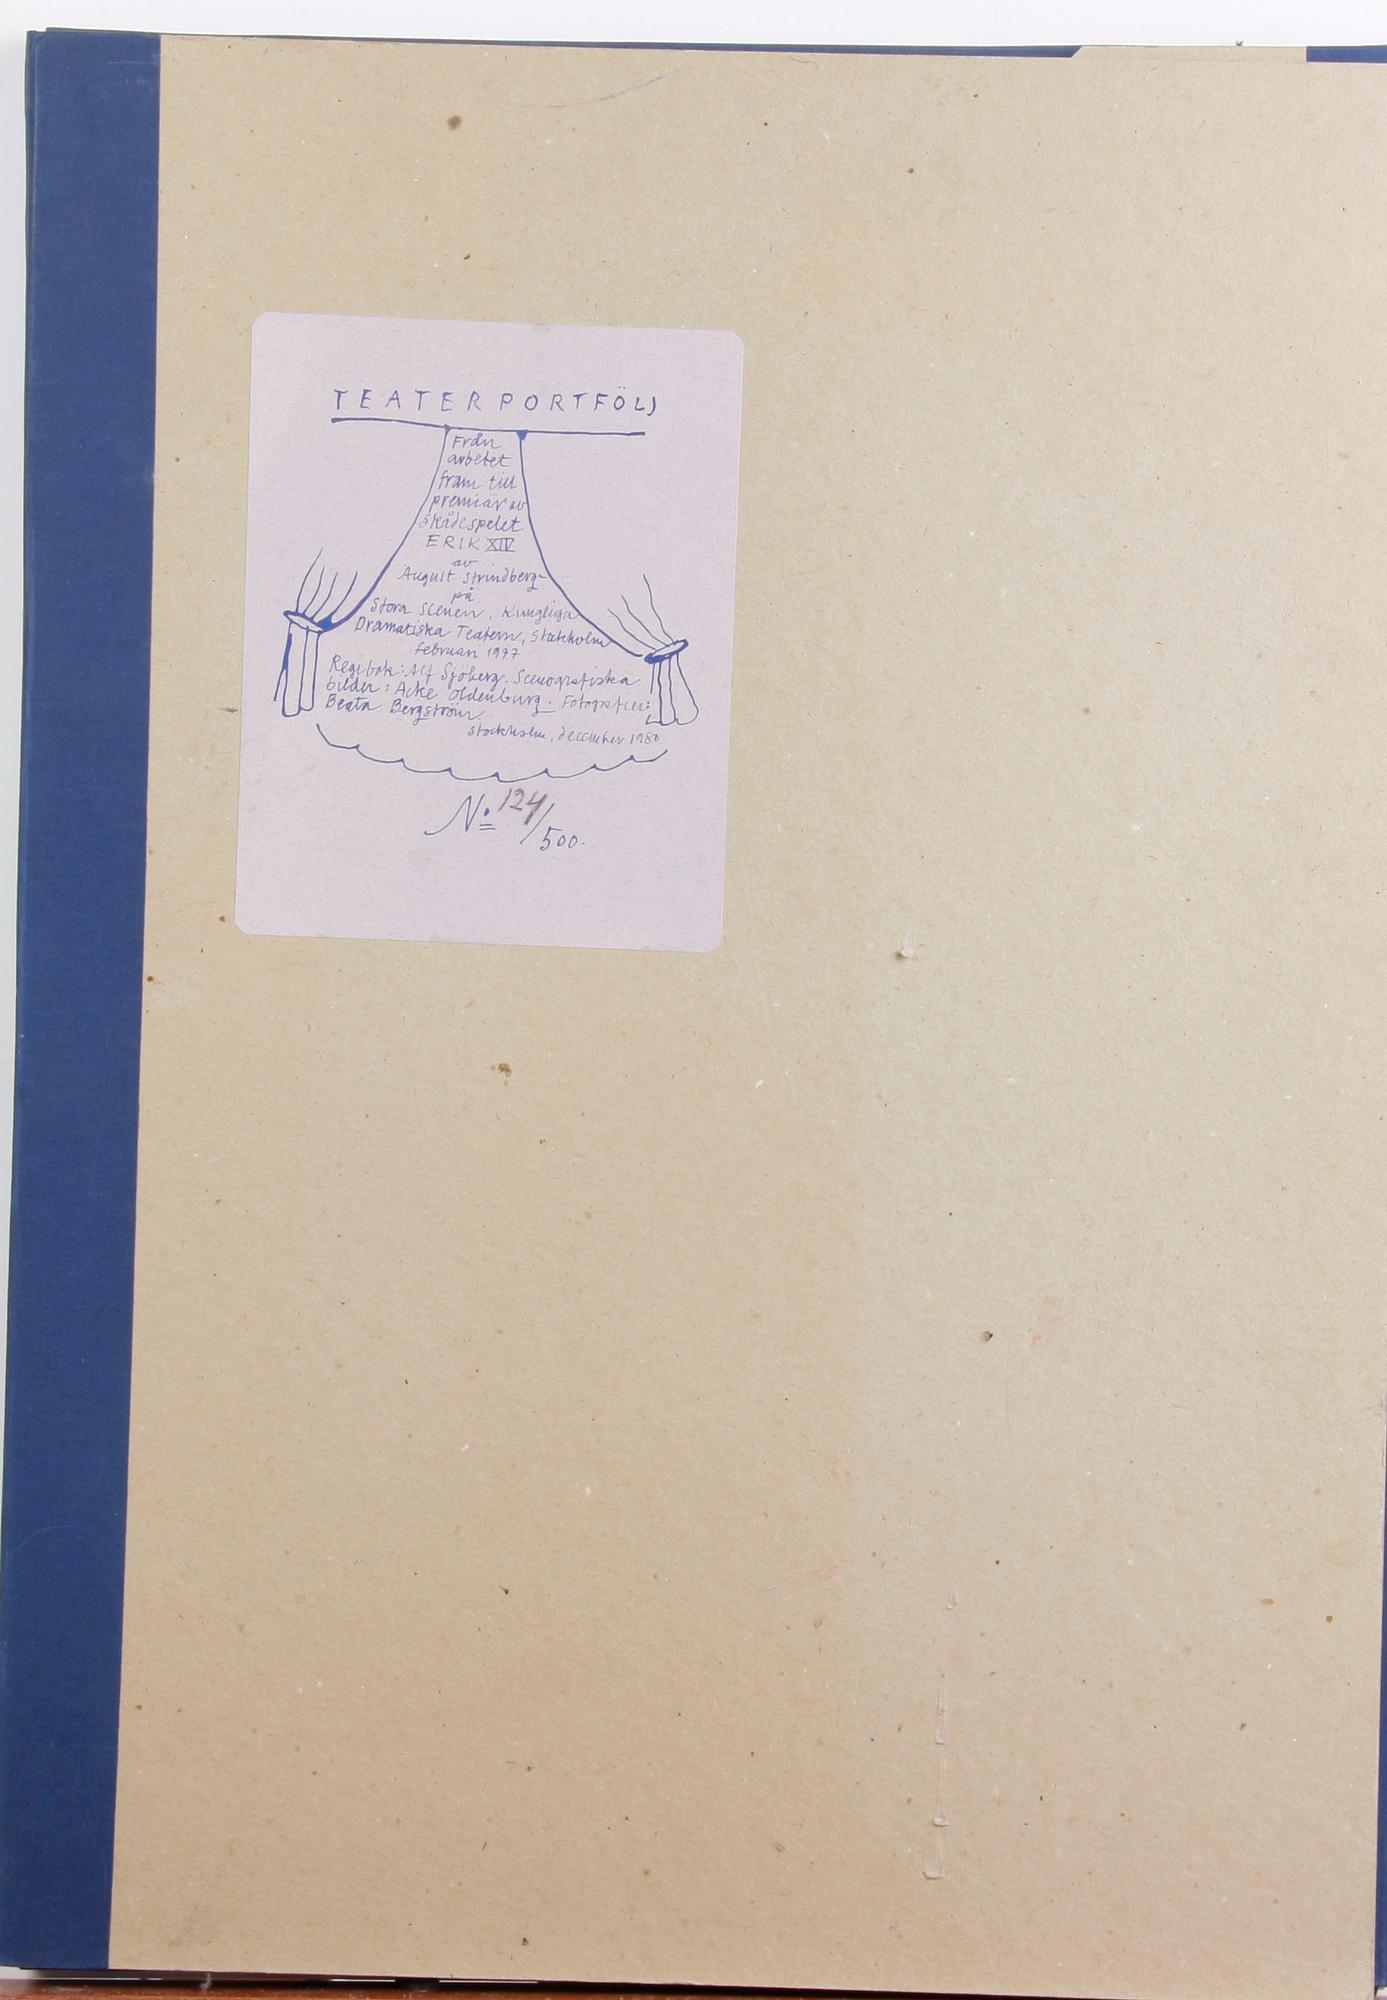 TEATERPORTFÖLJ
Från
arbetet
fram till
premiär av
skådespelet
ERIK XIV
av
August Strindberg
på
Stora scenen, Kungliga
Dramatiska Teatern, Stockholm
februari 1977
Regibok: Alf Sjöberg. Scenografiska
bilder: Acke Oldenburg. Fotografier:
Beata Bergström.
Stockholm, december 1980.
No 124/500.